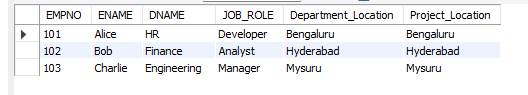 EMPNO ENAME DNAME JOB_ROLE Department_Location Project_Location
101 Alice HR Developer Bengaluru Bengaluru
102 Bob Finance Analyst Hyderabad Hyderabad
103 Charlie Engineering Manager Mysuru Mysuru